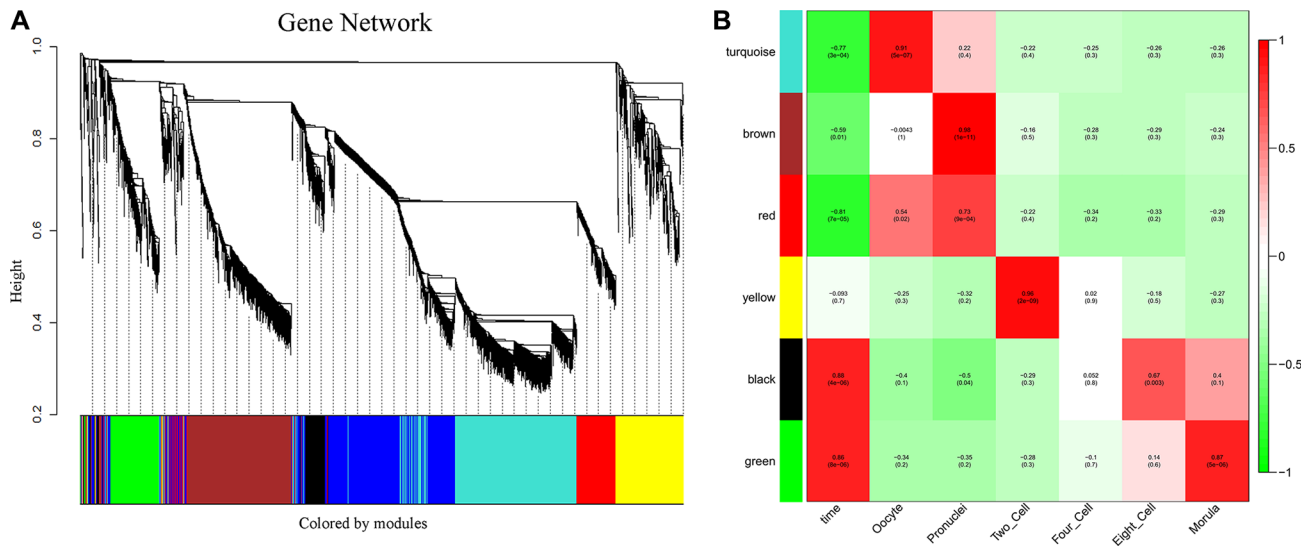 A
Gene Network
Height
1.0
0.8
0.6
0.4
0.2
Colored by modules
B
turquoise
−0.77 0.91 0.22 −0.22 −0.25 −0.26 −0.26
(3e−04) (5e−07) (0.4) (0.4) (0.3) (0.3) (0.3)
brown
−0.59 −0.0043 −0.16 −0.28 −0.29 −0.24
(0.01) (1) (1e−11) (0.5) (0.3) (0.3) (0.3)
red
−0.81 0.54 0.73 −0.22 −0.34 −0.33 −0.29
(7e−05) (0.02) (9e−04) (0.4) (0.2) (0.2) (0.3)
yellow
−0.093 −0.25 −0.32 0.02 −0.18 −0.27
(0.7) (0.3) (0.2) (0.9) (0.5) (0.3)
black
−0.4 −0.5 −0.29 0.052 0.67 0.4
(4e−06) (0.1) (0.04) (0.3) (0.8) (0.003) (0.1)
green
−0.34 −0.35 −0.28 −0.1 0.14 0.87
(8e−06) (0.2) (0.2) (0.3) (0.7) (0.6) (5e−06)
time
Oocyte
Pronuclei
Two_Cell
Four_Cell
Eight_Cell
Morula
1
0.5
0
−0.5
−1